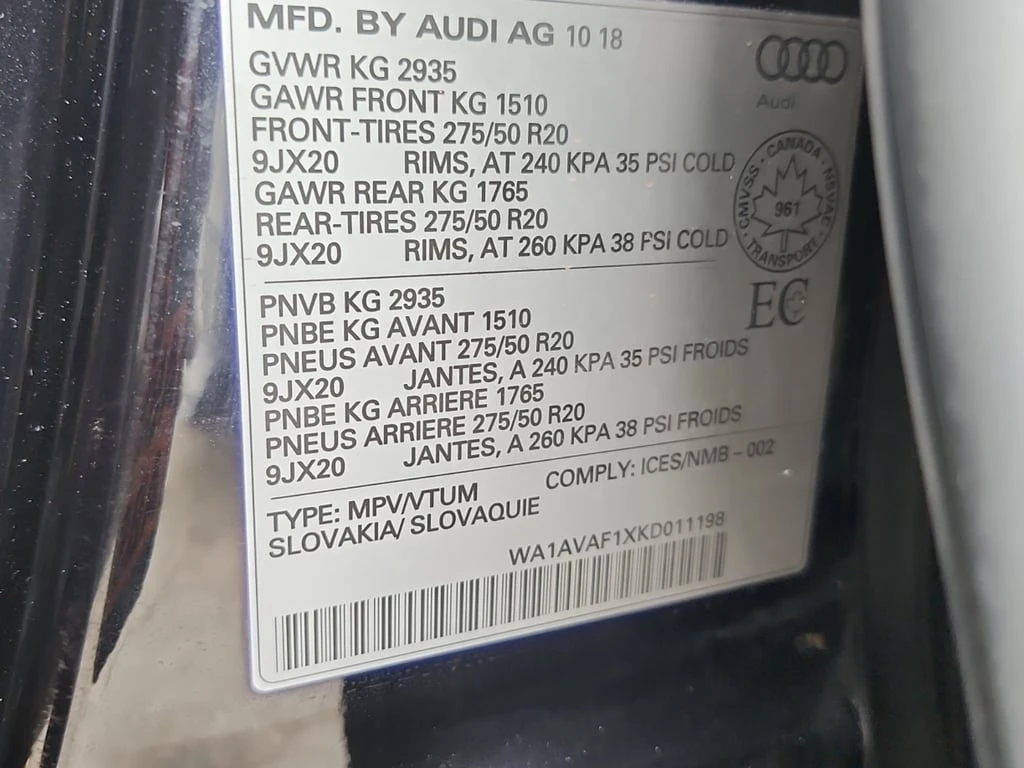 MFD. BY AUDI AG 10 18
Audi
GVWR KG 2935
GAWR FRONT KG 1510
FRONT-TIRES 275/50 R20
9JX20 RIMS, AT 240 KPA 35 PSI COLD
GAWR REAR KG 1765
REAR-TIRES 275/50 R20
9JX20 RIMS, AT 260 KPA 38 PSI COLD
CANADA
CMVSS
NSVAC
961
TRANSPORT
EC
PNVB KG 2935
PNBE KG AVANT 1510
PNEUS AVANT 275/50 R20
9JX20 JANTES, A 240 KPA 35 PSI FROIDS
PNBE KG ARRIERE 1765
PNEUS ARRIERE 275/50 R20
9JX20 JANTES, A 260 KPA 38 PSI FROIDS
TYPE: MPV/VTUM COMPLY: ICES/NMB - 002
SLOVAKIA/ SLOVAQUIE
WA1AVAF1XKD011198